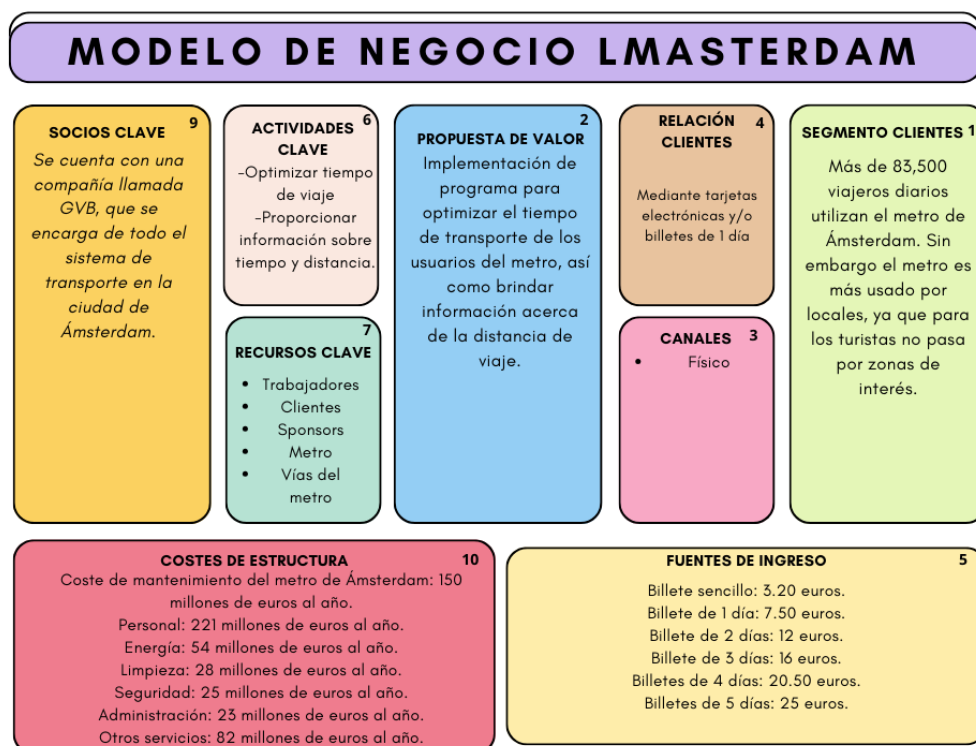 MODELO DE NEGOCIO LMASTERDAM
SOCIOS CLAVE 9
Se cuenta con una
compañía llamada
GVB, que se
encarga de todo el
sistema de
transporte en la
ciudad de
Ámsterdam.
6
ACTIVIDADES
CLAVE
-Optimizar tiempo
de viaje
-Proporcionar
información sobre
tiempo y distancia.
7
RECURSOS CLAVE
• Trabajadores
• Clientes
• Sponsors
• Metro
• Vías del
metro
2
PROPUESTA DE VALOR
Implementación de
programa para
optimizar el tiempo
de transporte de los
usuarios del metro, así
como brindar
información acerca
de la distancia de
viaje.
RELACIÓN 4
CLIENTES
Mediante tarjetas
electrónicas y/o
billetes de 1 día
CANALES 3
• Físico
SEGMENTO CLIENTES 1
Más de 83,500
viajeros diarios
utilizan el metro de
Ámsterdam. Sin
embargo el metro es
más usado por
locales, ya que para
los turistas no pasa
por zonas de
interés.
COSTES DE ESTRUCTURA 10
Coste de mantenimiento del metro de Ámsterdam: 150
millones de euros al año.
Personal: 221 millones de euros al año.
Energía: 54 millones de euros al año.
Limpieza: 28 millones de euros al año.
Seguridad: 25 millones de euros al año.
Administración: 23 millones de euros al año.
Otros servicios: 82 millones de euros al año.
FUENTES DE INGRESO 5
Billete sencillo: 3.20 euros.
Billete de 1 día: 7.50 euros.
Billete de 2 días: 12 euros.
Billete de 3 días: 16 euros.
Billetes de 4 días: 20.50 euros.
Billetes de 5 días: 25 euros.